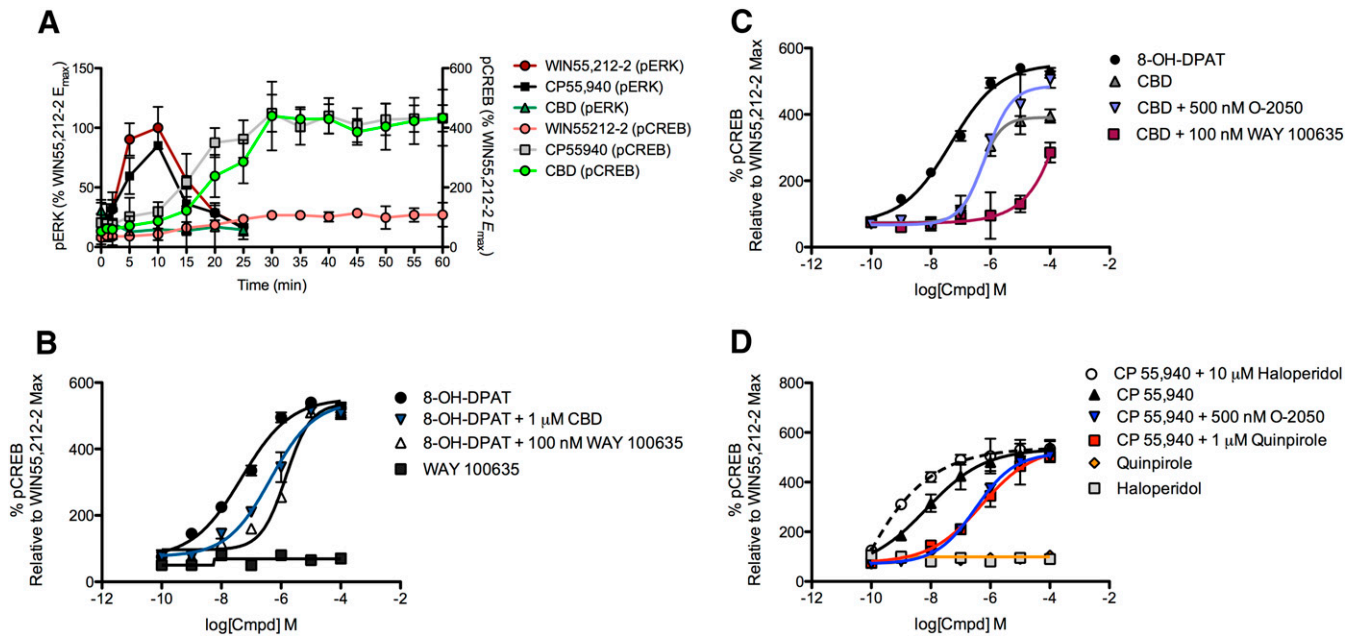 A
pERK (% WIN55,212-2 Emax)
150
100
50
0
pCREB (% WIN55,212-2 Emax)
600
400
200
0
0 5 10 15 20 25 30 35 40 45 50 55 60
Time (min)
WIN55,212-2 (pERK)
CP55,940 (pERK)
CBD (pERK)
WIN55212-2 (pCREB)
CP55940 (pCREB)
CBD (pCREB)
B
% pCREB
Relative to WIN55,212-2 Max
600
400
200
0
-12 -10 -8 -6 -4 -2
log[Cmpd] M
8-OH-DPAT
8-OH-DPAT + 1 µM CBD
8-OH-DPAT + 100 nM WAY 100635
WAY 100635
C
% pCREB
Relative to WIN55,212-2 Max
600
400
200
0
-12 -10 -8 -6 -4 -2
log[Cmpd] M
8-OH-DPAT
CBD
CBD + 500 nM O-2050
CBD + 100 nM WAY 100635
D
% pCREB
Relative to WIN55,212-2 Max
800
600
400
200
0
-12 -10 -8 -6 -4 -2
log[Cmpd] M
CP 55,940 + 10 µM Haloperidol
CP 55,940
CP 55,940 + 500 nM O-2050
CP 55,940 + 1 µM Quinpirole
Quinpirole
Haloperidol